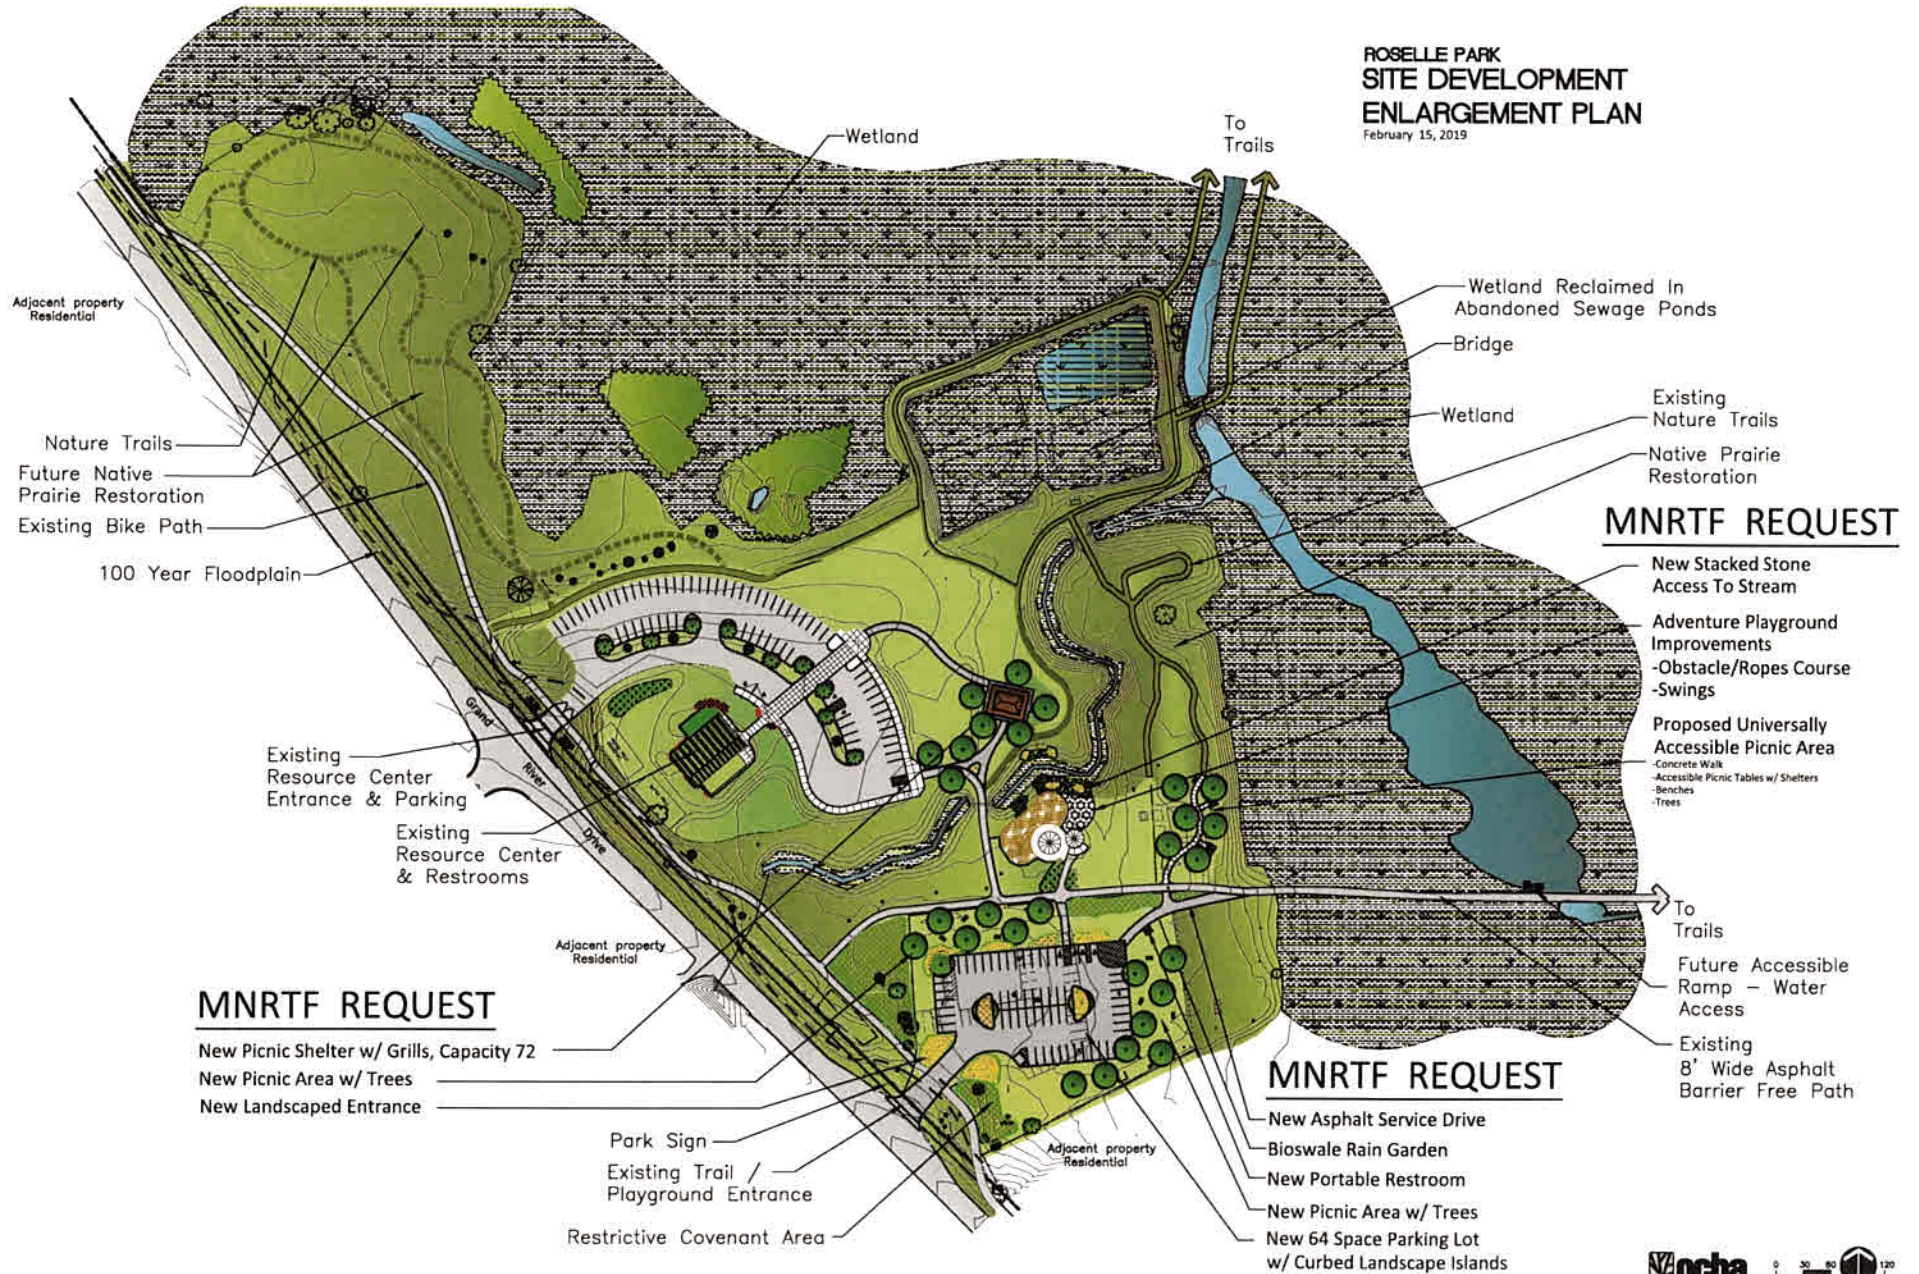 ROSELLE PARK
SITE DEVELOPMENT
ENLARGEMENT PLAN
February 15, 2019
To
Trails
Wetland
Wetland Reclaimed In
Abandoned Sewage Ponds
Bridge
Wetland
Existing
Nature Trails
Native Prairie
Restoration
MNRTF REQUEST
New Stacked Stone
Access To Stream
Adventure Playground
Improvements
-Obstacle/Ropes Course
-Swings
Proposed Universally
Accessible Picnic Area
-Concrete Walk
-Accessible Picnic Tables w/ Shelters
-Benches
-Trees
To
Trails
Future Accessible
Ramp – Water
Access
Existing
8' Wide Asphalt
Barrier Free Path
Adjacent property
Residential
Nature Trails
Future Native
Prairie Restoration
Existing Bike Path
100 Year Floodplain
Grand
River
Drive
Existing
Resource Center
Entrance & Parking
Existing
Resource Center
& Restrooms
Adjacent property
Residential
MNRTF REQUEST
New Picnic Shelter w/ Grills, Capacity 72
New Picnic Area w/ Trees
New Landscaped Entrance
Park Sign
Existing Trail /
Playground Entrance
Restrictive Covenant Area
Adjacent property
Residential
MNRTF REQUEST
New Asphalt Service Drive
Bioswale Rain Garden
New Portable Restroom
New Picnic Area w/ Trees
New 64 Space Parking Lot
w/ Curbed Landscape Islands
ocba
0 30 60 120